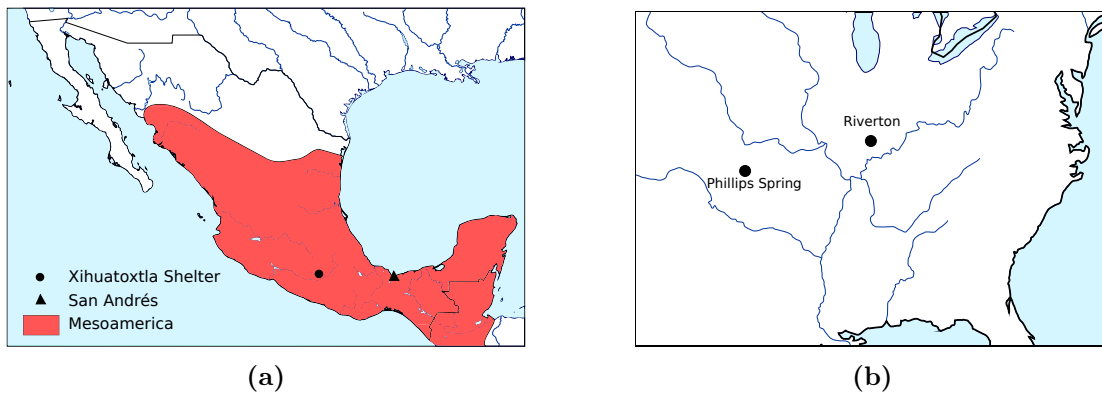 Xihuatoxtla Shelter
San Andrés
Mesoamerica
(a)
Riverton
Phillips Spring
(b)